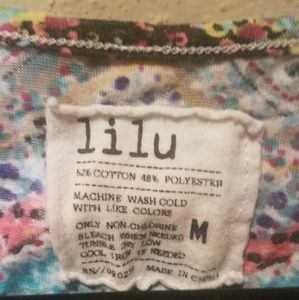 lilu
52% COTTON 48% POLYESTER
MACHINE WASH COLD
WITH LIKE COLORS
ONLY NON-CHLORINE
BLEACH WHEN NEEDED
TUMBLE DRY LOW
COOL IRON IF NEEDED
M
MADE IN CHINA